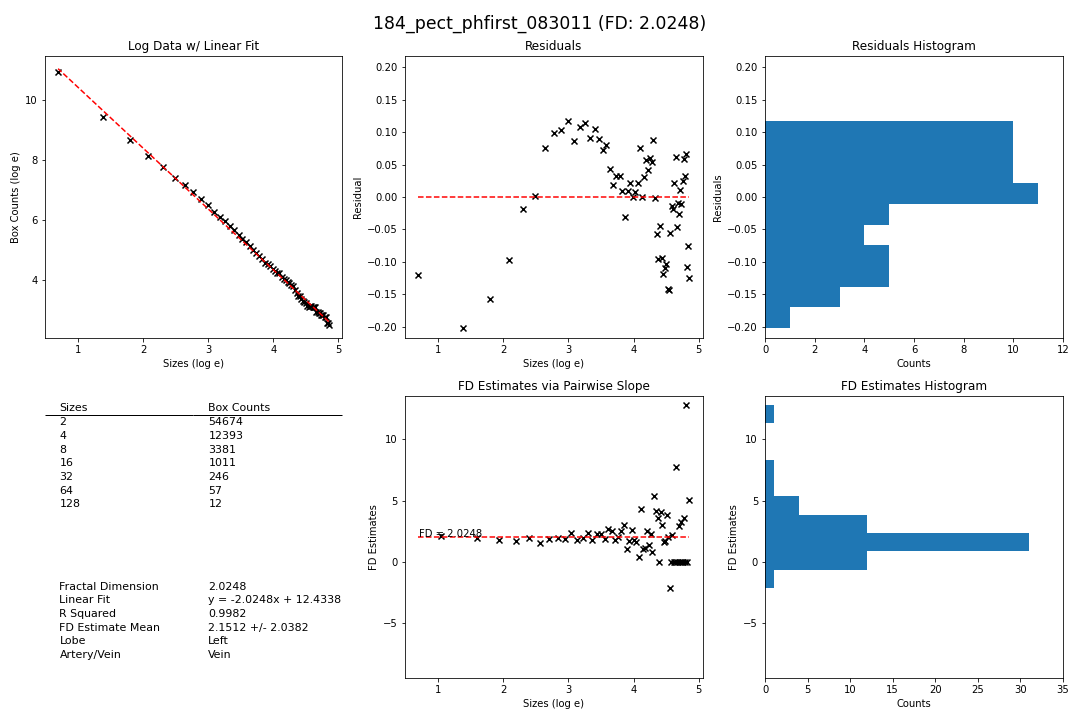 184_pect_phfirst_083011 (FD: 2.0248)
Log Data w/ Linear Fit
Box Counts (log e)
10
8
6
4
1 2 3 4 5
Sizes (log e)
Residuals
Residual
0.20
0.15
0.10
0.05
0.00
−0.05
−0.10
−0.15
−0.20
1 2 3 4 5
Sizes (log e)
Residuals Histogram
Residuals
0.20
0.15
0.10
0.05
0.00
−0.05
−0.10
−0.15
−0.20
0 2 4 6 8 10 12
Counts
Sizes Box Counts
2 54674
4 12393
8 3381
16 1011
32 246
64 57
128 12
Fractal Dimension 2.0248
Linear Fit y = -2.0248x + 12.4338
R Squared 0.9982
FD Estimate Mean 2.1512 +/- 2.0382
Lobe Left
Artery/Vein Vein
FD Estimates via Pairwise Slope
FD Estimates
10
5
0
−5
FD = 2.0248
1 2 3 4 5
Sizes (log e)
FD Estimates Histogram
FD Estimates
10
5
0
−5
0 5 10 15 20 25 30 35
Counts